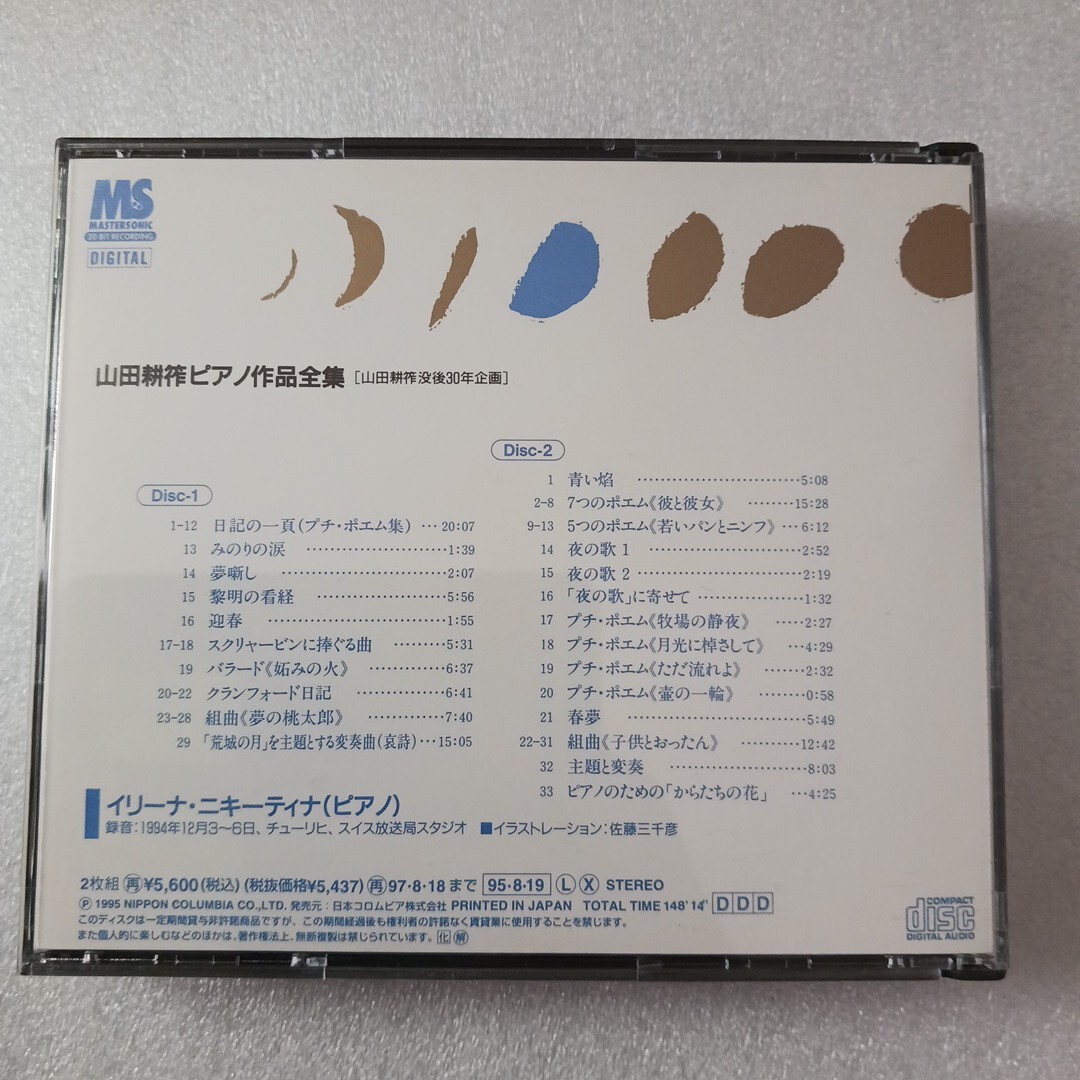 MS
MASTERSONIC
20 BIT RECORDING
DIGITAL
山田耕筰ピアノ作品全集［山田耕筰没後30年企画］
Disc-1
1-12 日記の一頁(プチ・ポエム集) … 20:07
13 みのりの涙 ………………… 1:39
14 夢噺し ………………… 2:07
15 黎明の看経 ………………… 5:56
16 迎春 ………………… 1:55
17-18 スクリャービンに捧ぐる曲 ……… 5:31
19 バラード《妬みの火》 ………… 6:37
20-22 クランフォード日記 ………… 6:41
23-28 組曲《夢の桃太郎》 ………… 7:40
29 「荒城の月」を主題とする変奏曲(哀詩)… 15:05
Disc-2
1 青い焰 ………………… 5:08
2-8 7つのポエム《彼と彼女》 ……… 15:28
9-13 5つのポエム《若いパンとニンフ》 … 6:12
14 夜の歌 1 ………………… 2:52
15 夜の歌 2 ………………… 2:19
16 「夜の歌」に寄せて ………………… 1:32
17 プチ・ポエム《牧場の静夜》 …… 2:27
18 プチ・ポエム《月光に棹さして》 … 4:29
19 プチ・ポエム《ただ流れよ》 ……… 2:32
20 プチ・ポエム《壺の一輪》 ……… 0:58
21 春夢 ………………… 5:49
22-31 組曲《子供とおったん》 ………… 12:42
32 主題と変奏 ………………… 8:03
33 ピアノのための「からたちの花」 … 4:25
イリーナ・ニキーティナ(ピアノ)
録音:1994年12月3〜6日、チューリヒ、スイス放送局スタジオ ■イラストレーション:佐藤三千彦
2枚組 再¥5,600(税込) (税抜価格¥5,437) 再97・8・18まで 95・8・19 L X STEREO
Ⓟ 1995 NIPPON COLUMBIA CO.,LTD. 発売元:日本コロムビア株式会社 PRINTED IN JAPAN TOTAL TIME 148'14" D D D
このディスクは一定期間貸与非許諾商品ですが、この期間経過後も権利者の許諾なく賃貸業に使用することを禁じます。
また個人的に楽しむなどのほかは、著作権法上、無断複製は禁じられています。 化 解
COMPACT
disc
DIGITAL AUDIO